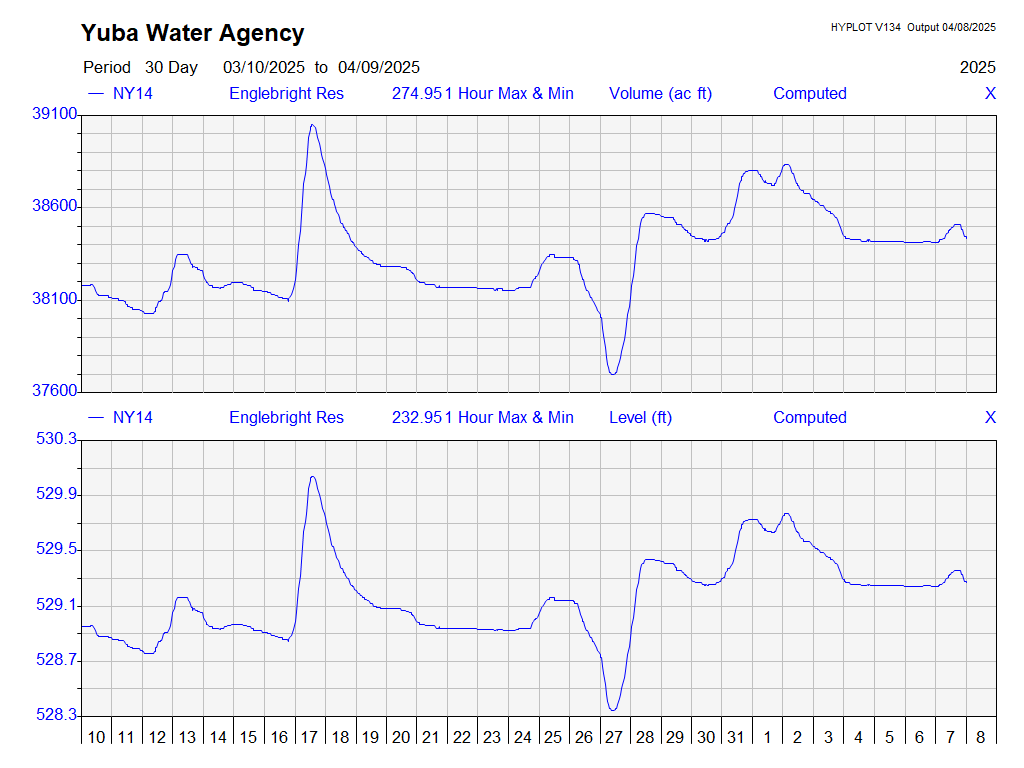 Yuba Water Agency
HYPLOT V134 Output 04/08/2025
Period 30 Day 03/10/2025 to 04/09/2025 2025
NY14 Englebright Res 274.951 Hour Max & Min Volume (ac ft) Computed X
39100
38600
38100
37600
NY14 Englebright Res 232.951 Hour Max & Min Level (ft) Computed X
530.3
529.9
529.5
529.1
528.7
528.3
10 11 12 13 14 15 16 17 18 19 20 21 22 23 24 25 26 27 28 29 30 31 1 2 3 4 5 6 7 8